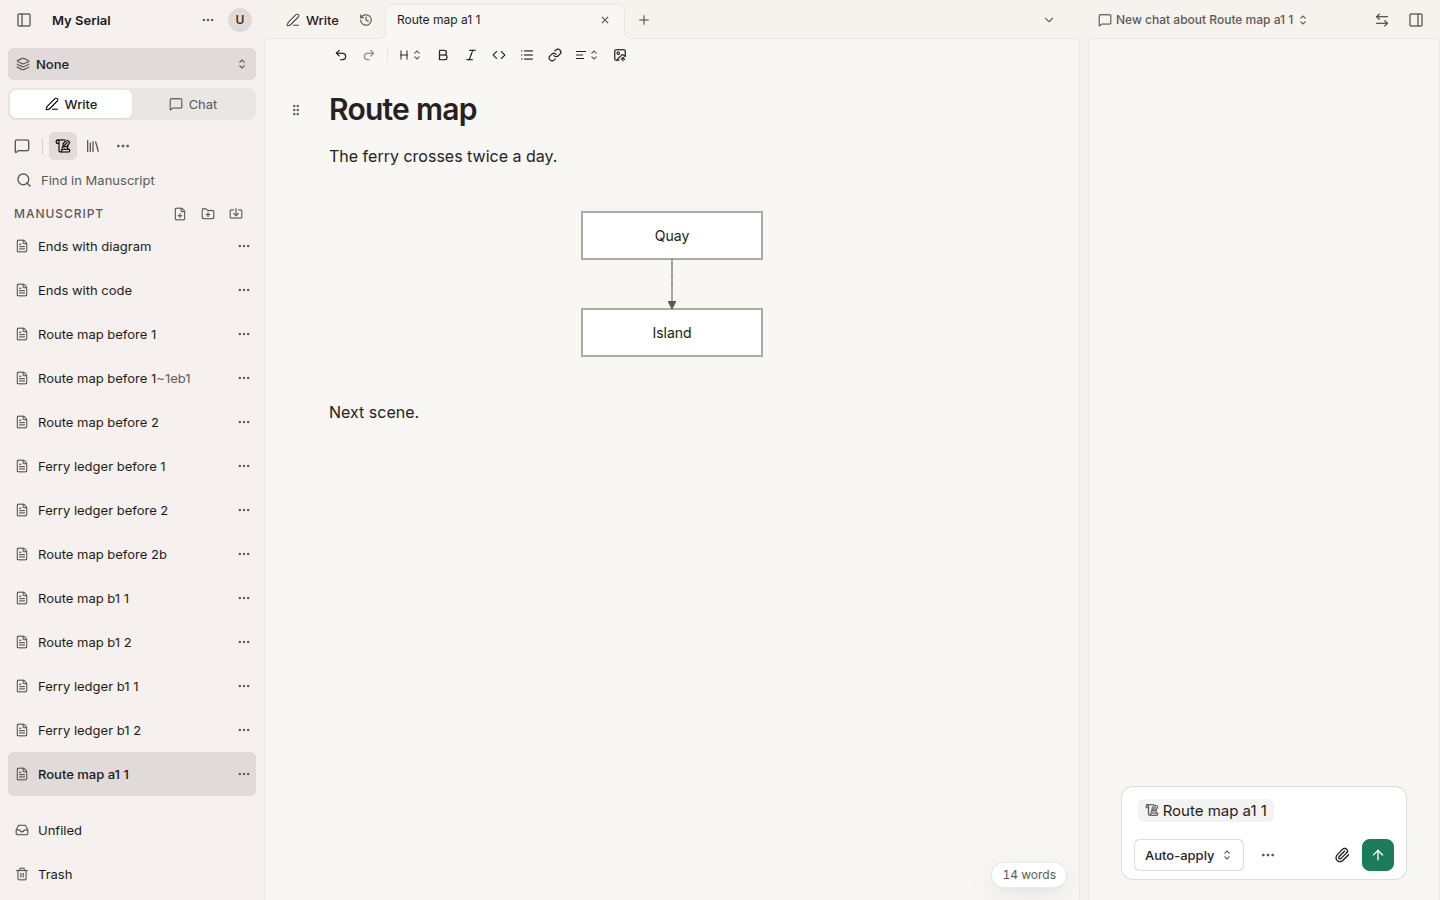 My Serial
U
None
Write
Chat
Find in Manuscript
MANUSCRIPT
Ends with diagram
Ends with code
Route map before 1
Route map before 1~1eb1
Route map before 2
Ferry ledger before 1
Ferry ledger before 2
Route map before 2b
Route map b1 1
Route map b1 2
Ferry ledger b1 1
Ferry ledger b1 2
Route map a1 1
Unfiled
Trash
Write
Route map a1 1
H
B
I
Route map
The ferry crosses twice a day.
Quay
Island
Next scene.
14 words
New chat about Route map a1 1
Route map a1 1
Auto-apply